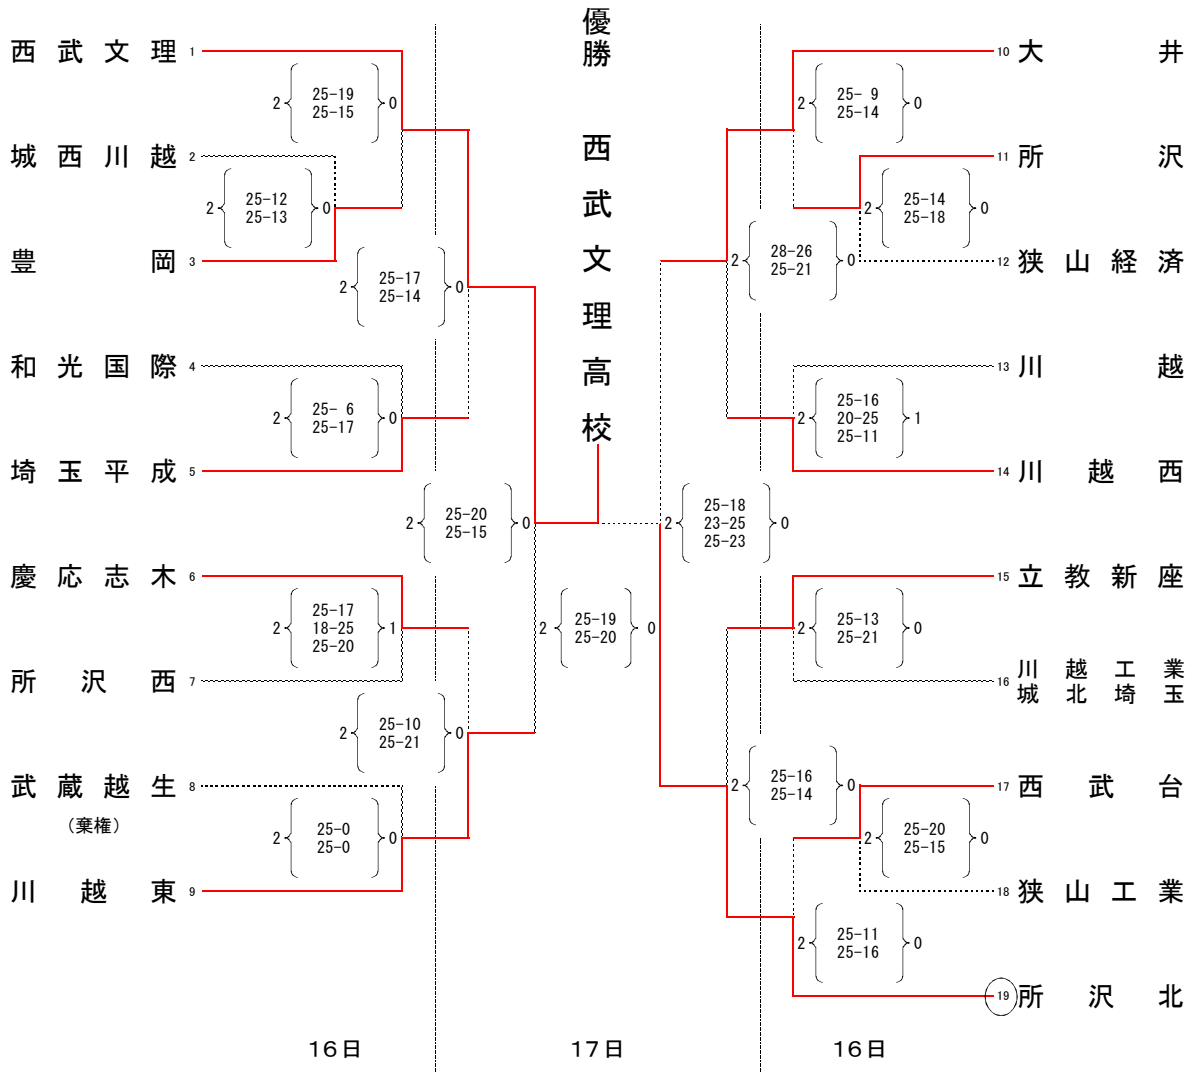 優勝 西武文理高校
西武文理 1
2 25-19 0
25-15
城西川越 2
2 25-12 0
25-13
豊岡 3
2 25-17 0
25-14
和光国際 4
2 25- 6 0
25-17
埼玉平成 5
2 25-20 0
25-15
慶応志木 6
25-17
2 18-25 1
25-20
所沢西 7
2 25-10 0
25-21
武蔵越生 8
(棄権)
2 25-0 0
25-0
川越東 9
2 25-19 0
25-20
10 大井
2 25- 9 0
25-14
11 所沢
2 25-14 0
25-18
12 狭山経済
2 28-26 0
25-21
13 川越
25-16
2 20-25 1
25-11
14 川越西
25-18
2 23-25 0
25-23
15 立教新座
2 25-13 0
25-21
16 川越工業
城北埼玉
2 25-16 0
25-14
17 西武台
2 25-20 0
25-15
18 狭山工業
2 25-11 0
25-16
19 所沢北
16日 17日 16日